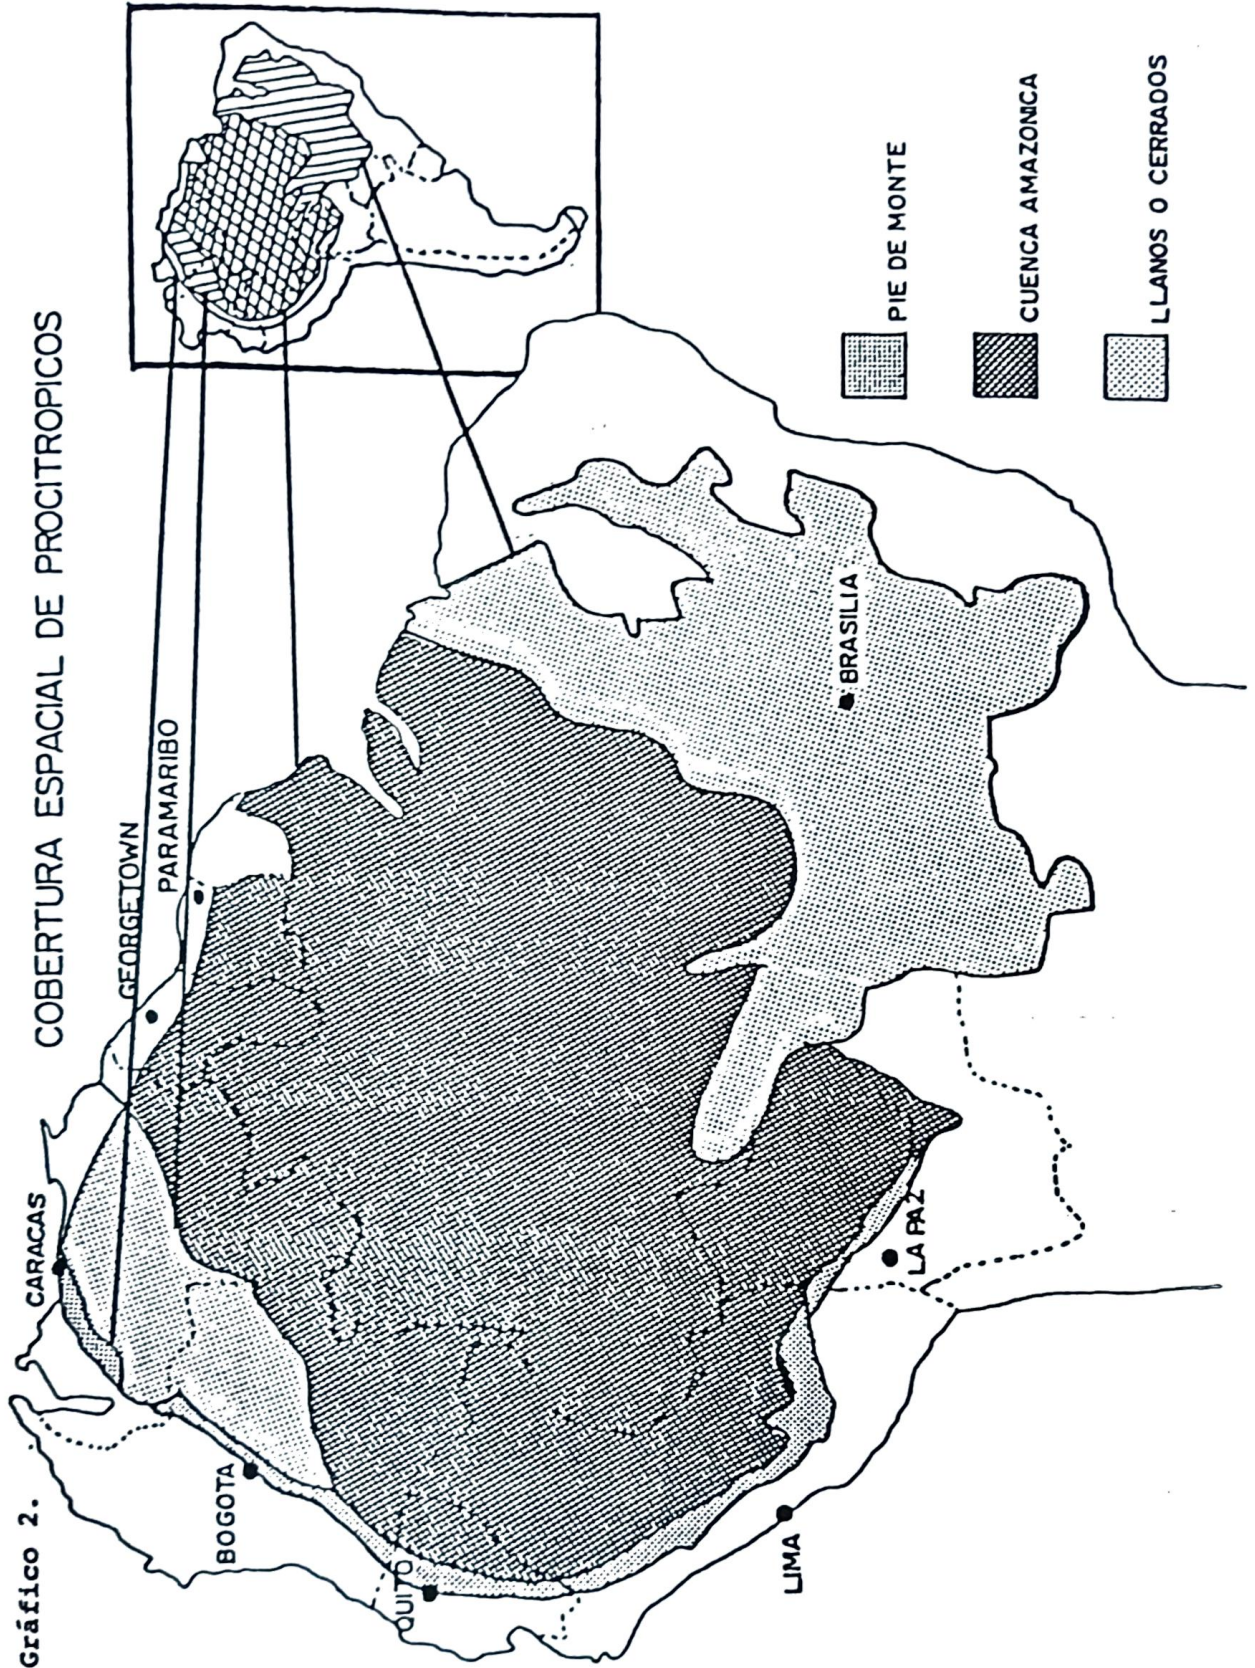 Gráfico 2.
COBERTURA ESPACIAL DE PROCITROPICOS
CARACAS
GEORGETOWN
PARAMARIBO
BOGOTA
QUITO
LIMA
LA PAZ
BRASILIA
PIE DE MONTE
CUENCA AMAZONICA
LLANOS O CERRADOS